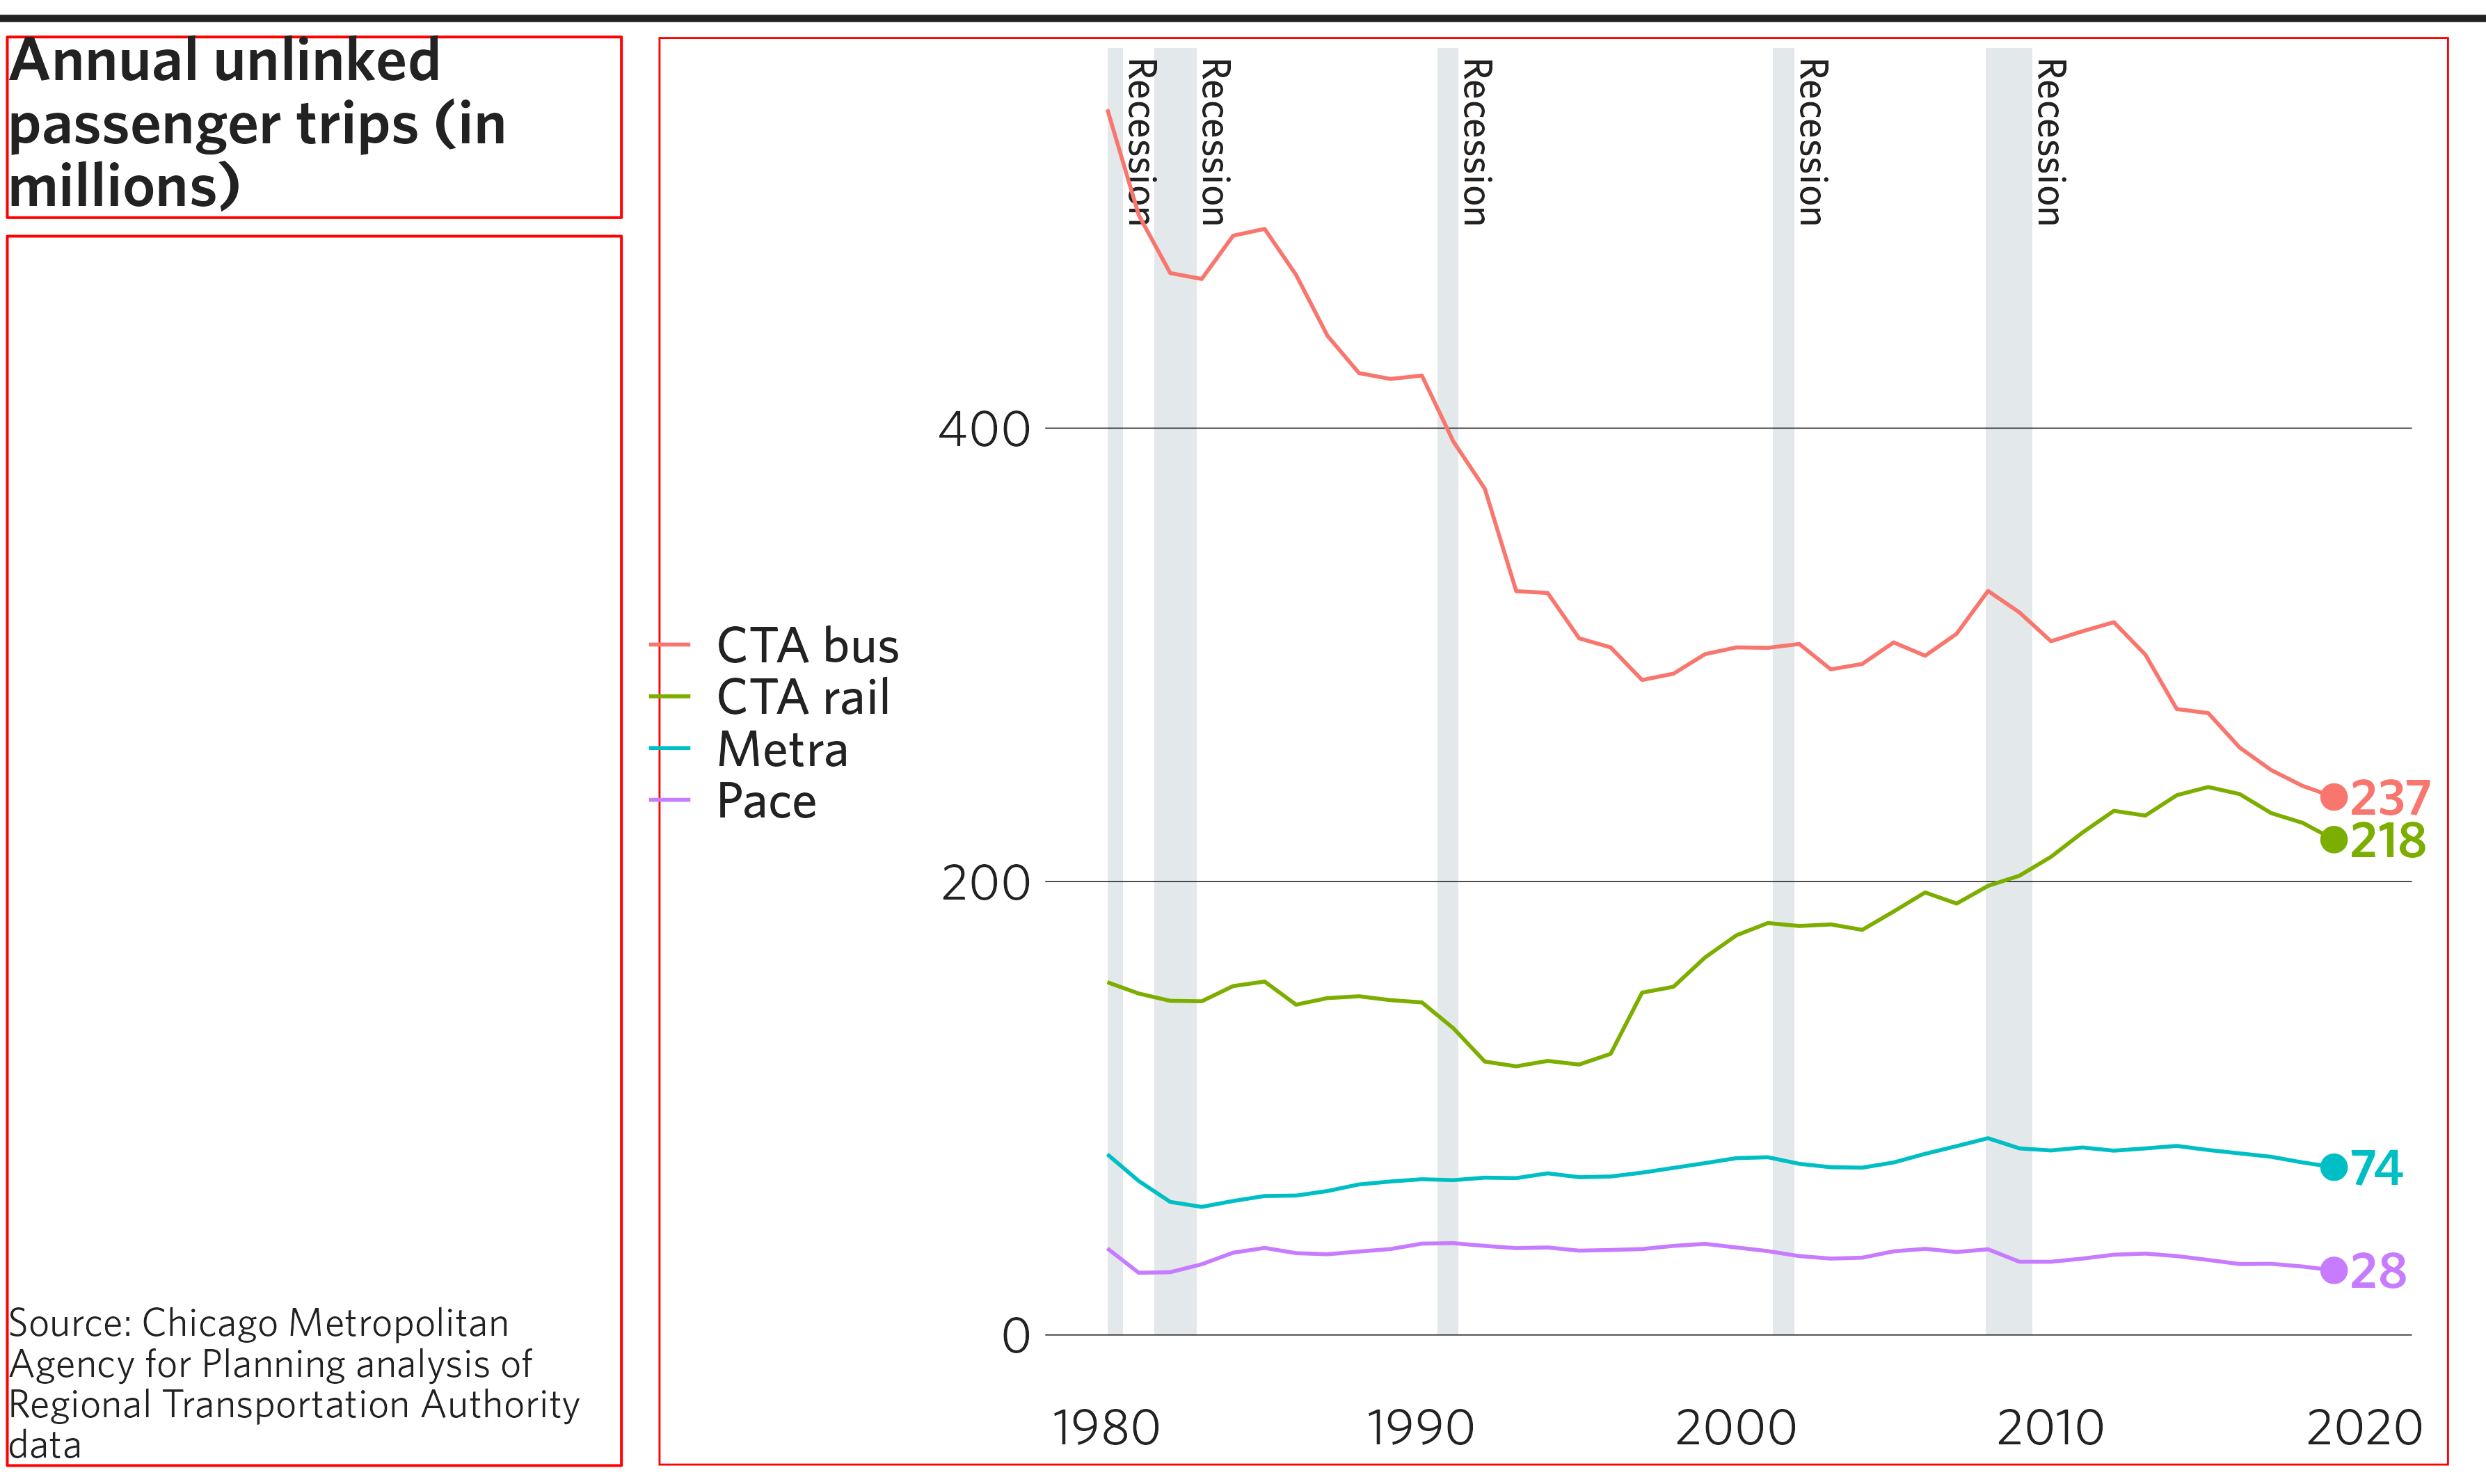 Annual unlinked
passenger trips (in
millions)
Recession
Recession
Recession
Recession
Recession
400
200
0
CTA bus
CTA rail
Metra
Pace
237
218
74
28
1980
1990
2000
2010
2020
Source: Chicago Metropolitan
Agency for Planning analysis of
Regional Transportation Authority
data